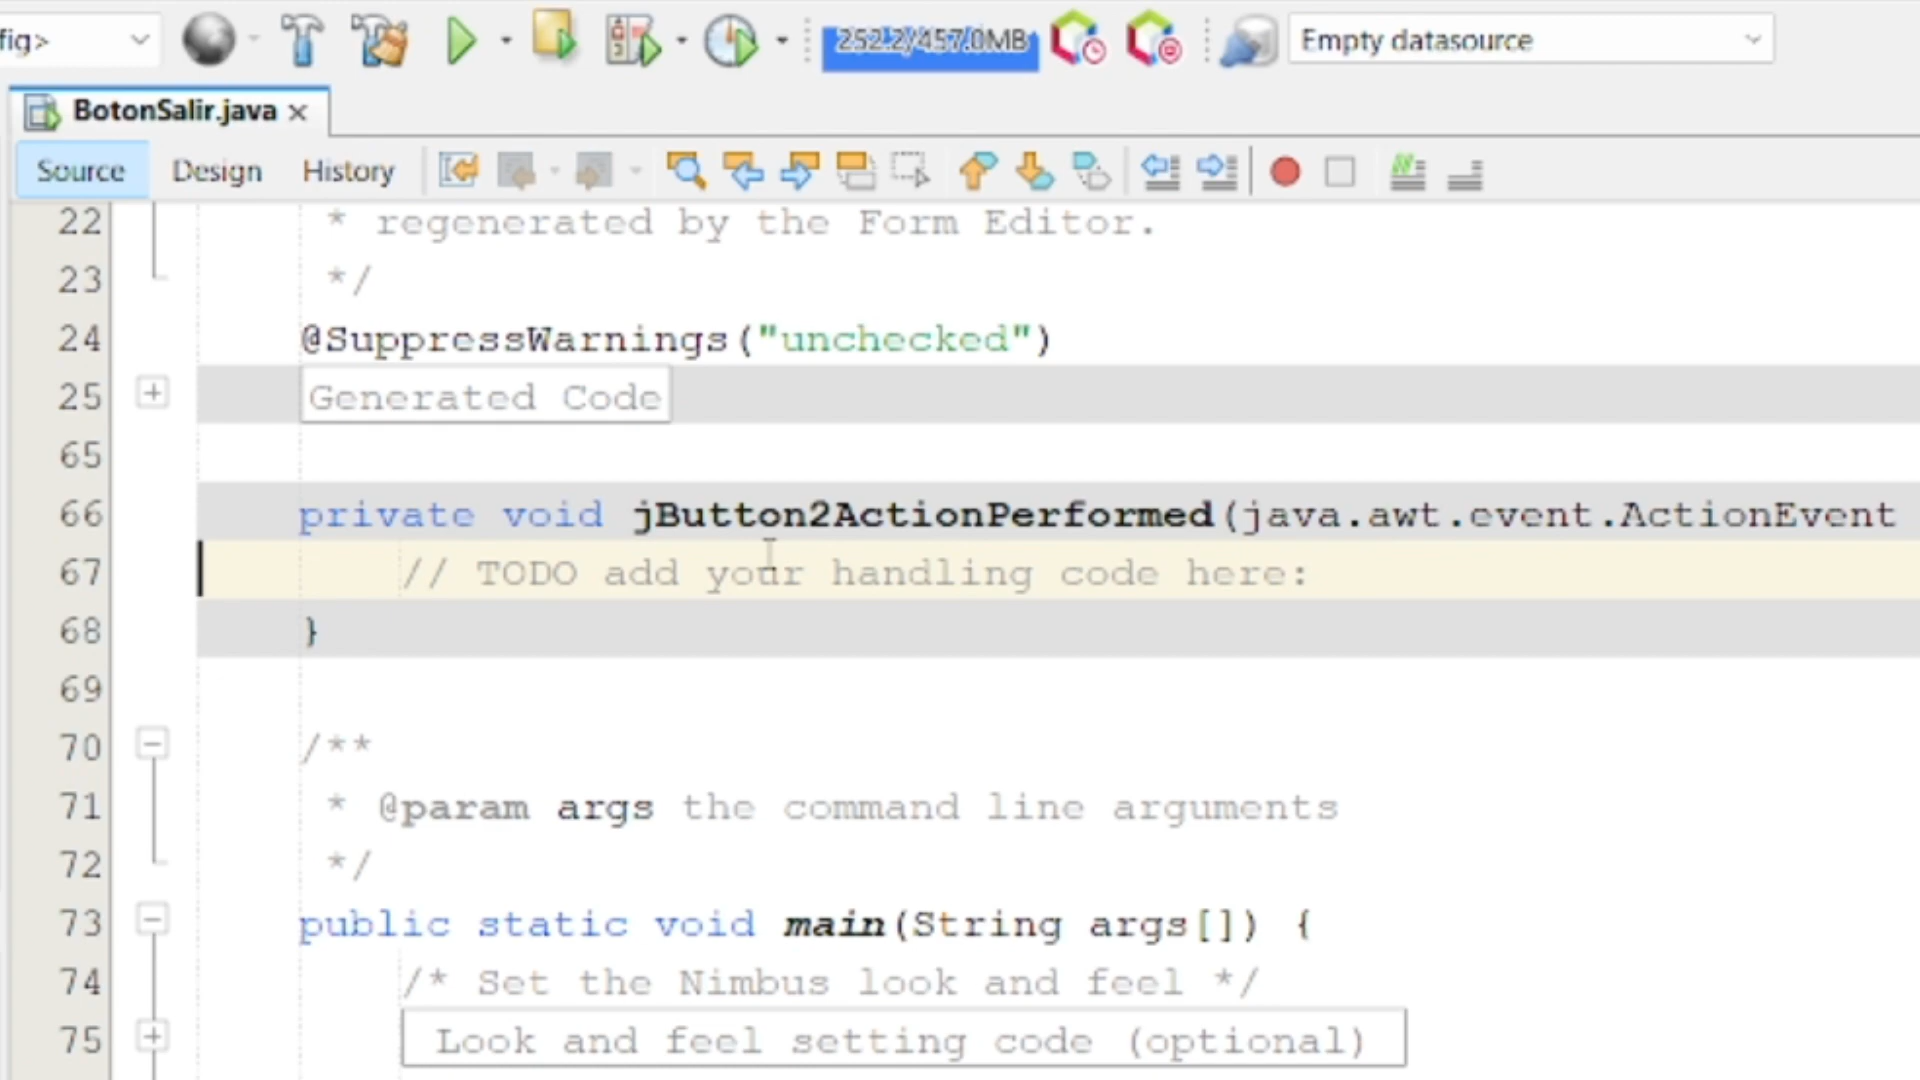 fig>
252.2/457.0MB
Empty datasource
BotonSalir.java
Source Design History
22 * regenerated by the Form Editor.
23 */
24 @SuppressWarnings("unchecked")
25 Generated Code
65
66 private void jButton2ActionPerformed(java.awt.event.ActionEvent
67 // TODO add your handling code here:
68 }
69
70 /**
71 * @param args the command line arguments
72 */
73 public static void main(String args[]) {
74 /* Set the Nimbus look and feel */
75 Look and feel setting code (optional)